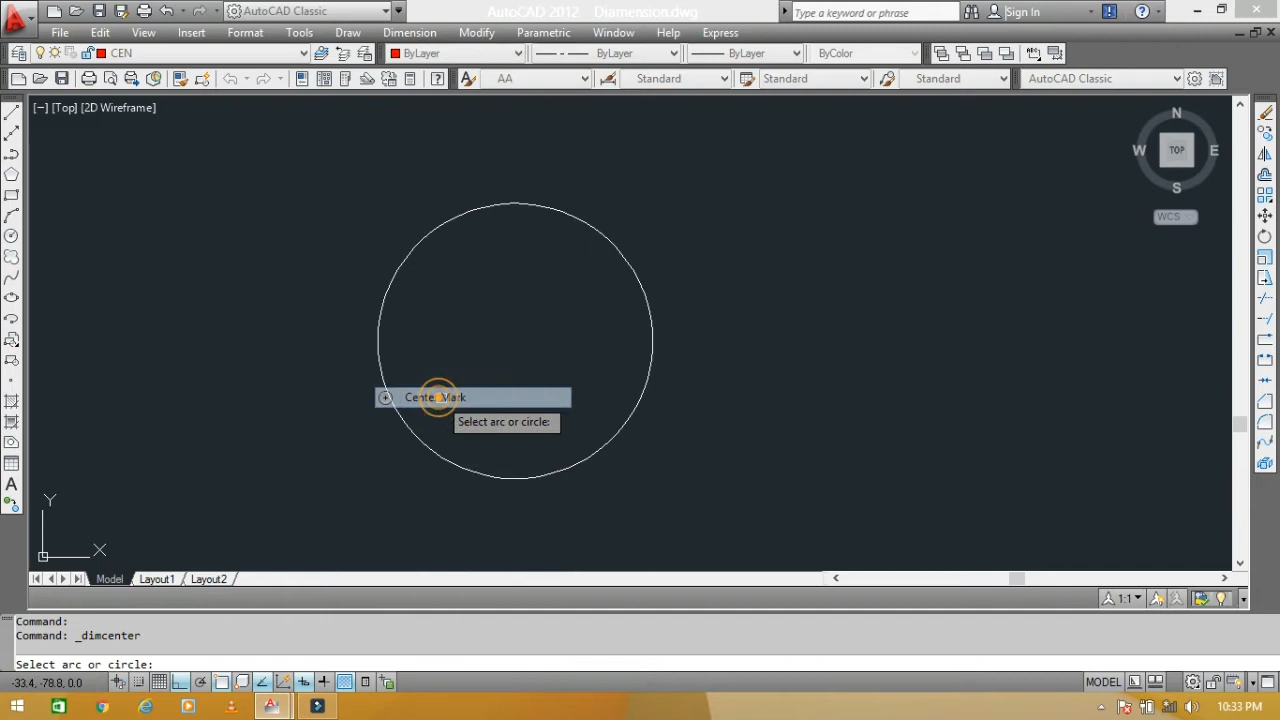 AutoCAD Classic
AutoCAD 2012 Diamension.dwg
Type a keyword or phrase
Sign In
File Edit View Insert Format Tools Draw Dimension Modify Parametric Window Help Express
CEN
ByLayer
ByLayer
ByLayer
ByColor
AA
Standard
Standard
Standard
AutoCAD Classic
[−] [Top] [2D Wireframe]
N
W TOP E
S
WCS
Center Mark
Select arc or circle:
Y
X
Model Layout1 Layout2
1:1
Command:
Command: _dimcenter
Select arc or circle:
-33.4, -78.8, 0.0
MODEL
10:33 PM